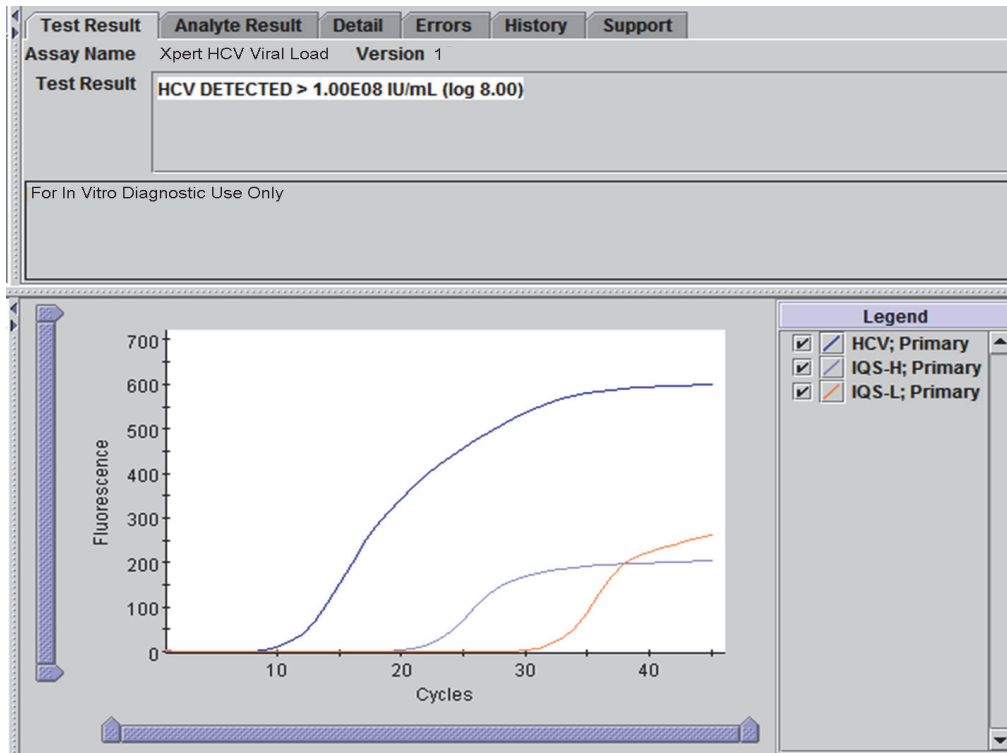 Test Result Analyte Result Detail Errors History Support
Assay Name Xpert HCV Viral Load Version 1
Test Result HCV DETECTED > 1.00E08 IU/mL (log 8.00)
For In Vitro Diagnostic Use Only
Legend
HCV; Primary
IQS-H; Primary
IQS-L; Primary
Fluorescence
700
600
500
400
300
200
100
0
10 20 30 40
Cycles